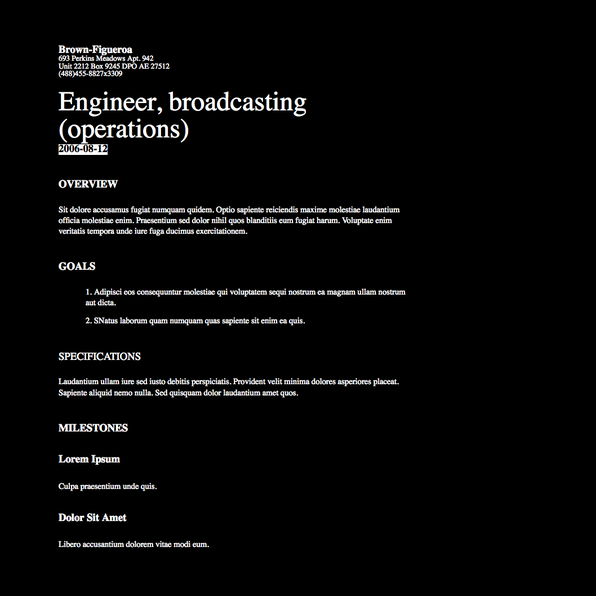 Brown-Figueroa
693 Perkins Meadows Apt. 942
Unit 2212 Box 9245 DPO AE 27512
(488)455-8827x3309
Engineer, broadcasting
(operations)
2006-08-12
OVERVIEW
Sit dolore accusamus fugiat numquam quidem. Optio sapiente reiciendis maxime molestiae laudantium
officia molestiae enim. Praesentium sed dolor nihil quos blanditiis eum fugiat harum. Voluptate enim
veritatis tempora unde iure fuga ducimus exercitationem.
GOALS
1. Adipisci eos consequuntur molestiae qui voluptatem sequi nostrum ea magnam ullam nostrum
aut dicta.
2. SNatus laborum quam numquam quas sapiente sit enim ea quis.
SPECIFICATIONS
Laudantium ullam iure sed iusto debitis perspiciatis. Provident velit minima dolores asperiores placeat.
Sapiente aliquid nemo nulla. Sed quisquam dolor laudantium amet quos.
MILESTONES
Lorem Ipsum
Culpa praesentium unde quis.
Dolor Sit Amet
Libero accusantium dolorem vitae modi eum.